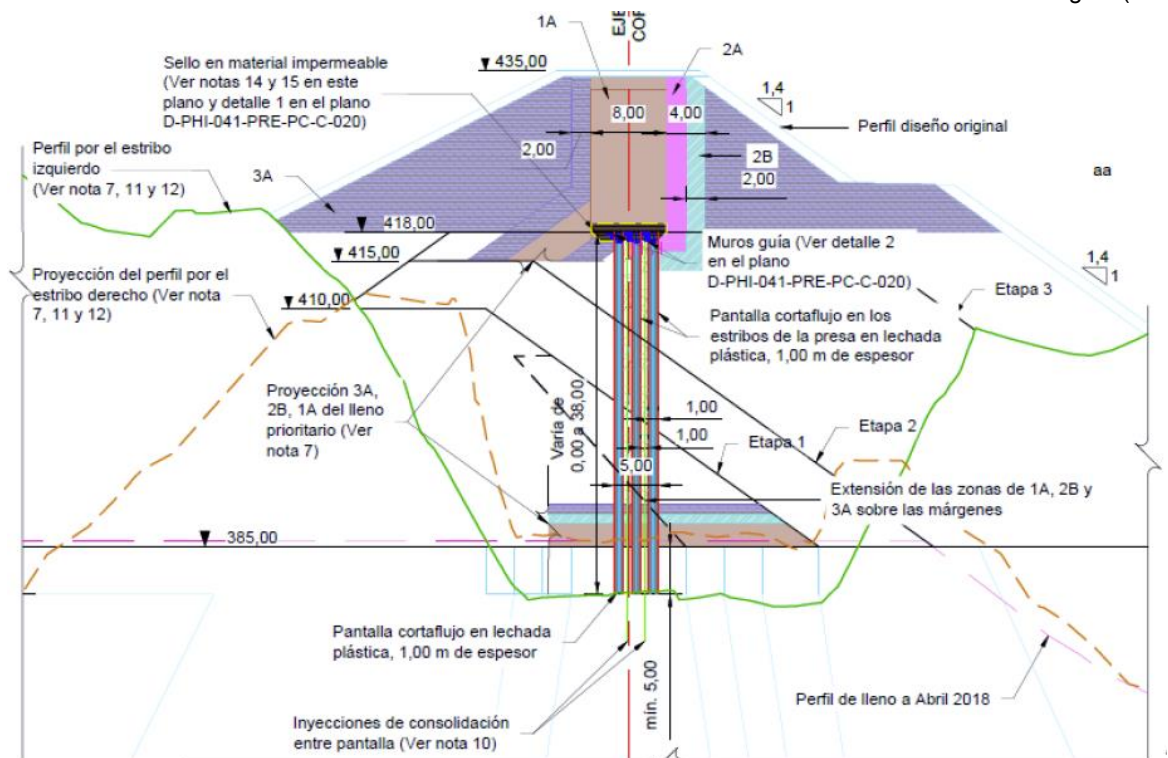 1A
EJE
COR
2A
435,00
1,4
1
Sello en material impermeable
(Ver notas 14 y 15 en este
plano y detalle 1 en el plano
D-PHI-041-PRE-PC-C-020)
8,00
4,00
Perfil diseño original
2,00
2B
2,00
aa
Perfil por el estribo
izquierdo
(Ver nota 7, 11 y 12)
3A
418,00
415,00
410,00
Muros guía (Ver detalle 2
en el plano
D-PHI-041-PRE-PC-C-020)
1,4
1
Etapa 3
Proyección del perfil por el
estribo derecho (Ver nota
7, 11 y 12)
Pantalla cortaflujo en los
estribos de la presa en lechada
plástica, 1,00 m de espesor
Proyección 3A,
2B, 1A del lleno
prioritario (Ver
nota 7)
Varía de
0,00 a 38,00
1,00
1,00
5,00
Etapa 1
Etapa 2
Extensión de las zonas de 1A, 2B y
3A sobre las márgenes
385,00
Pantalla cortaflujo en lechada
plástica, 1,00 m de espesor
mín. 5,00
Perfil de lleno a Abril 2018
Inyecciones de consolidación
entre pantalla (Ver nota 10)